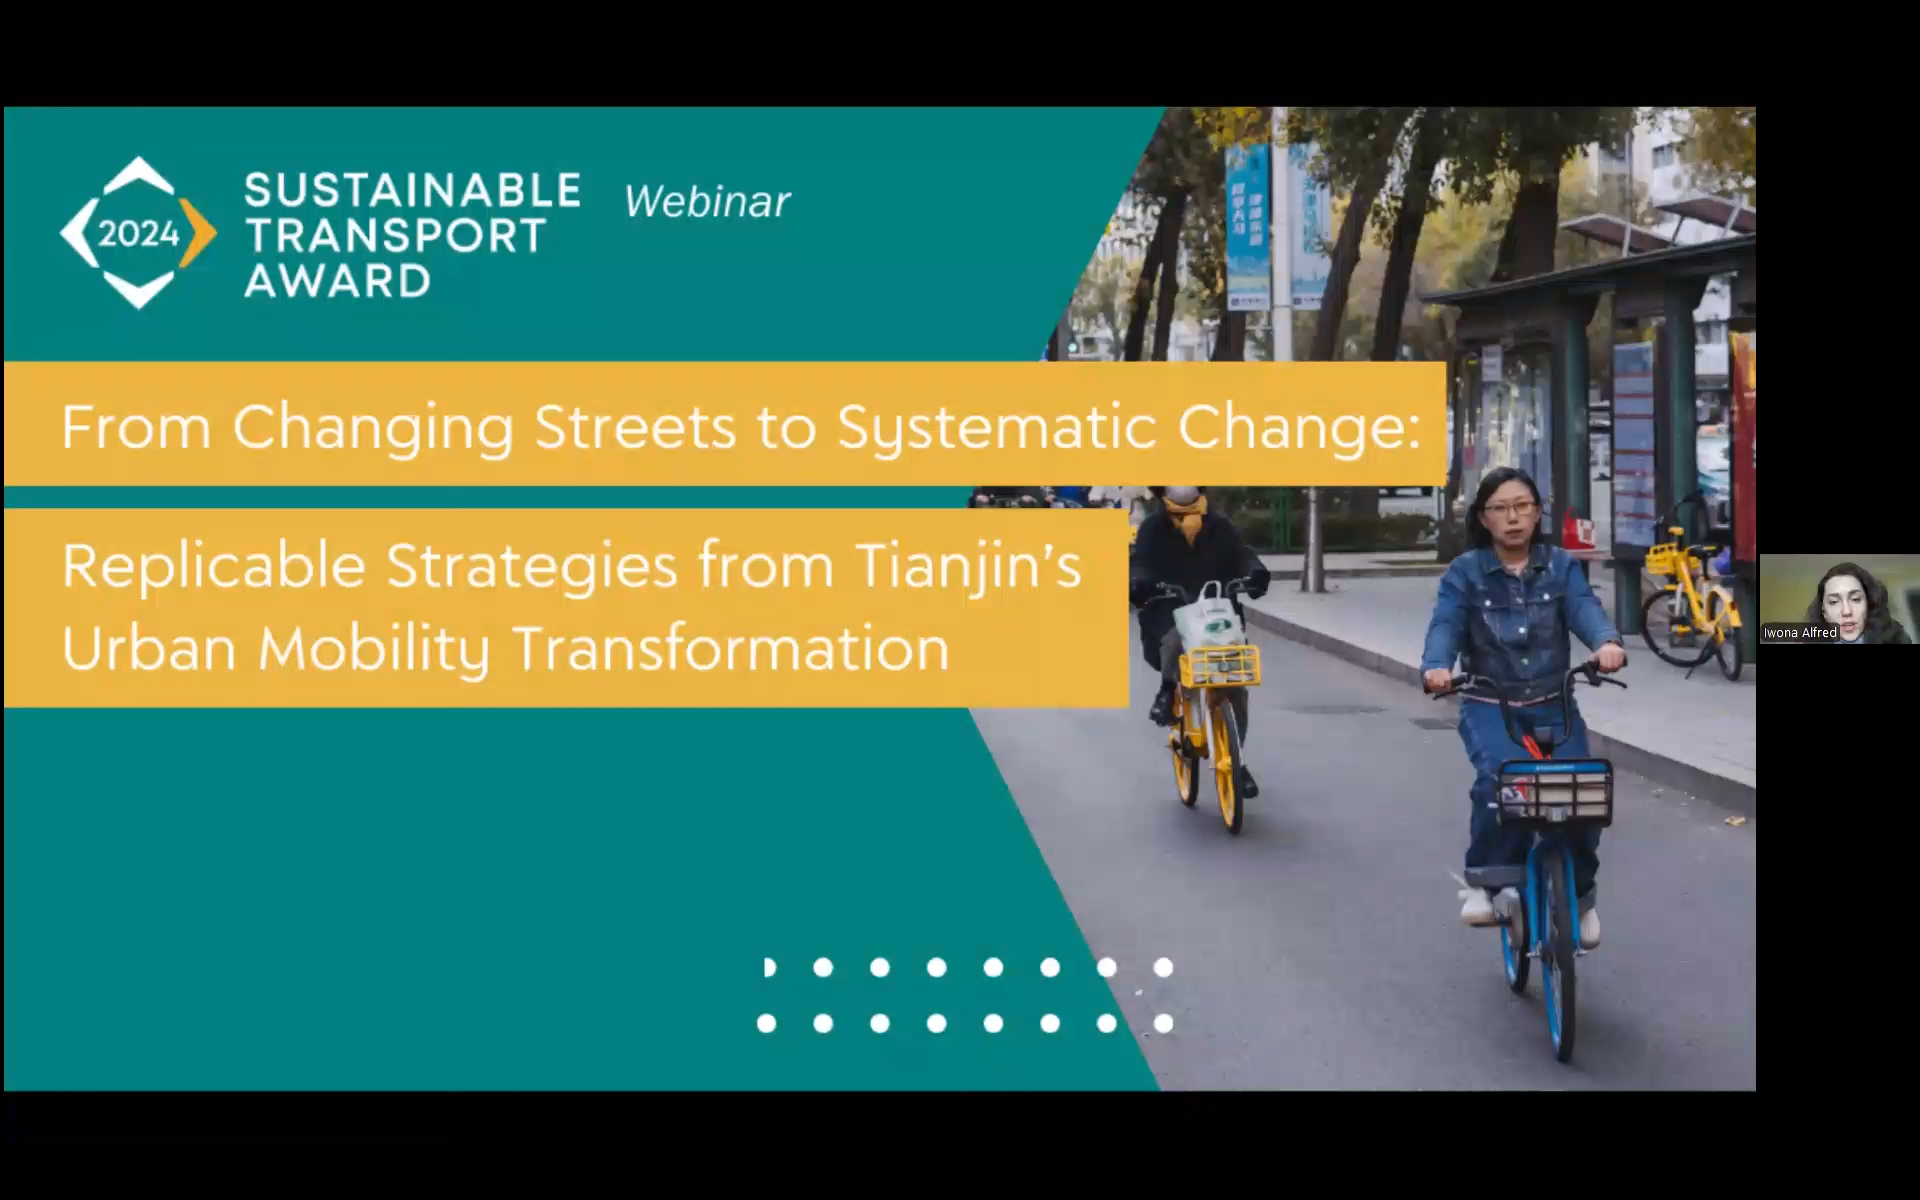 2024
SUSTAINABLE
TRANSPORT
AWARD
Webinar
From Changing Streets to Systematic Change:
Replicable Strategies from Tianjin's
Urban Mobility Transformation
Iwona Alfred